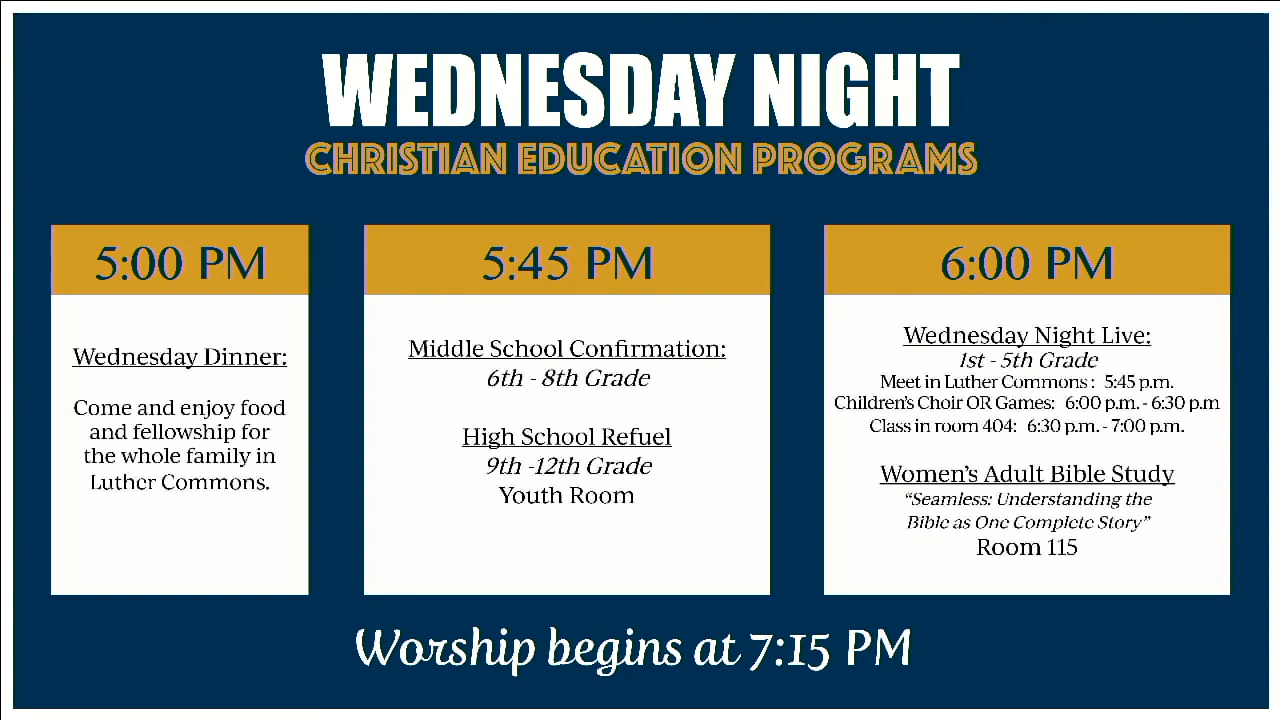 WEDNESDAY NIGHT
CHRISTIAN EDUCATION PROGRAMS
5:00 PM
Wednesday Dinner:
Come and enjoy food
and fellowship for
the whole family in
Luther Commons.
5:45 PM
Middle School Confirmation:
6th - 8th Grade
High School Refuel
9th -12th Grade
Youth Room
6:00 PM
Wednesday Night Live:
1st - 5th Grade
Meet in Luther Commons : 5:45 p.m.
Children's Choir OR Games: 6:00 p.m. - 6:30 p.m
Class in room 404: 6:30 p.m. - 7:00 p.m.
Women's Adult Bible Study
“Seamless: Understanding the
Bible as One Complete Story”
Room 115
Worship begins at 7:15 PM